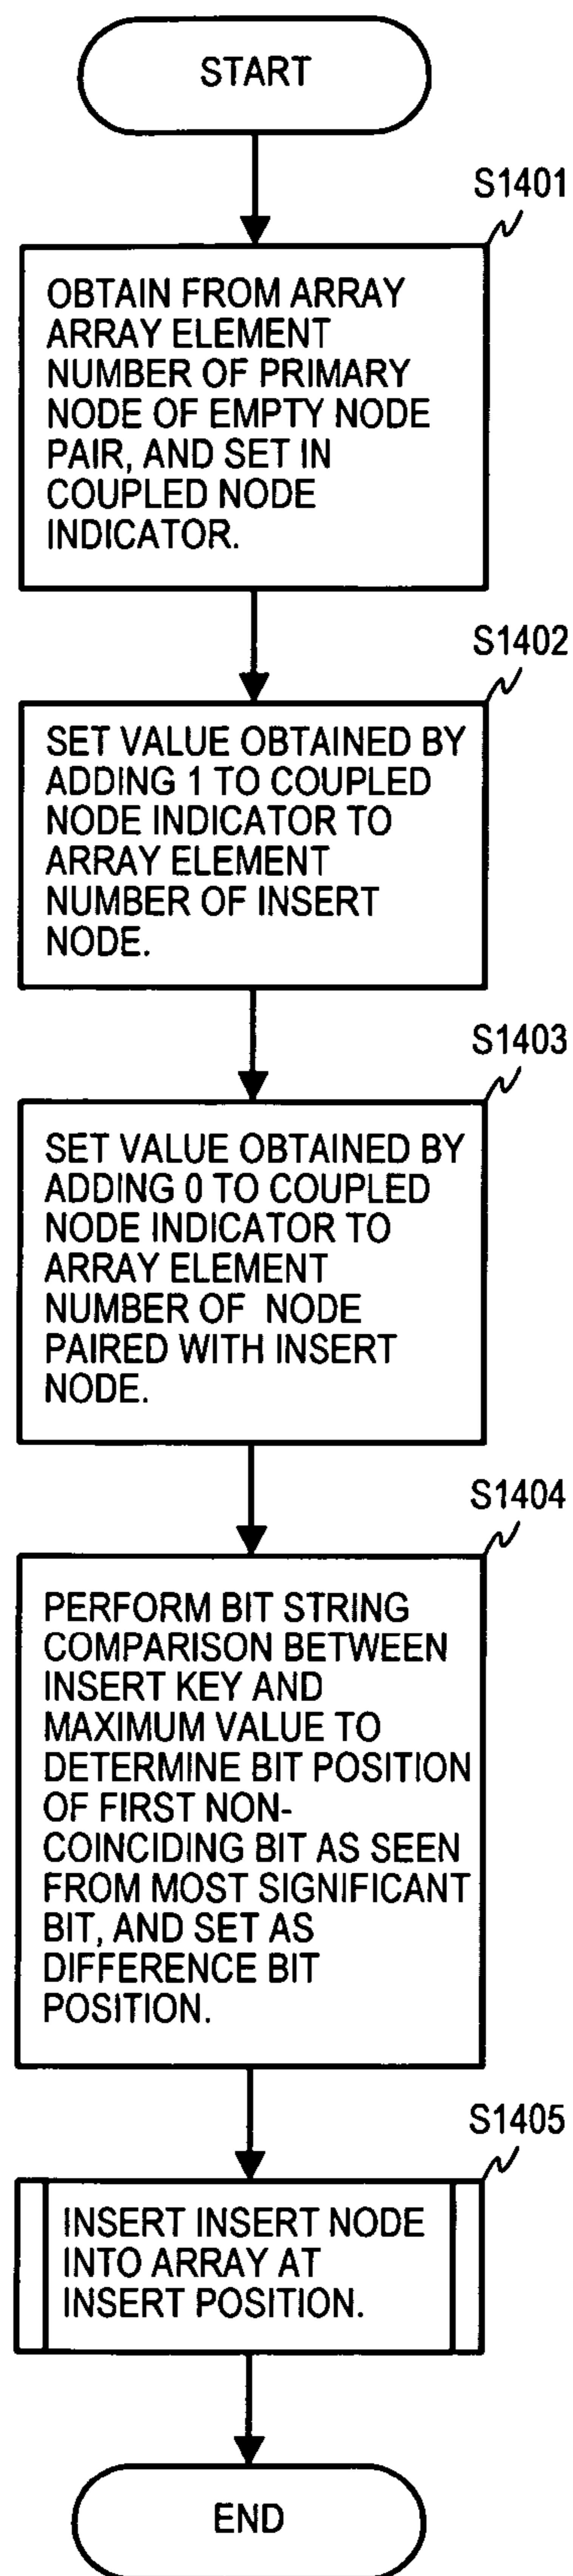 START
S1401
OBTAIN FROM ARRAY
ARRAY ELEMENT
NUMBER OF PRIMARY
NODE OF EMPTY NODE
PAIR, AND SET IN
COUPLED NODE
INDICATOR.
S1402
SET VALUE OBTAINED BY
ADDING 1 TO COUPLED
NODE INDICATOR TO
ARRAY ELEMENT
NUMBER OF INSERT
NODE.
S1403
SET VALUE OBTAINED BY
ADDING 0 TO COUPLED
NODE INDICATOR TO
ARRAY ELEMENT
NUMBER OF NODE
PAIRED WITH INSERT
NODE.
S1404
PERFORM BIT STRING
COMPARISON BETWEEN
INSERT KEY AND
MAXIMUM VALUE TO
DETERMINE BIT POSITION
OF FIRST NON-
COINCIDING BIT AS SEEN
FROM MOST SIGNIFICANT
BIT, AND SET AS
DIFFERENCE BIT
POSITION.
S1405
INSERT INSERT NODE
INTO ARRAY AT
INSERT POSITION.
END